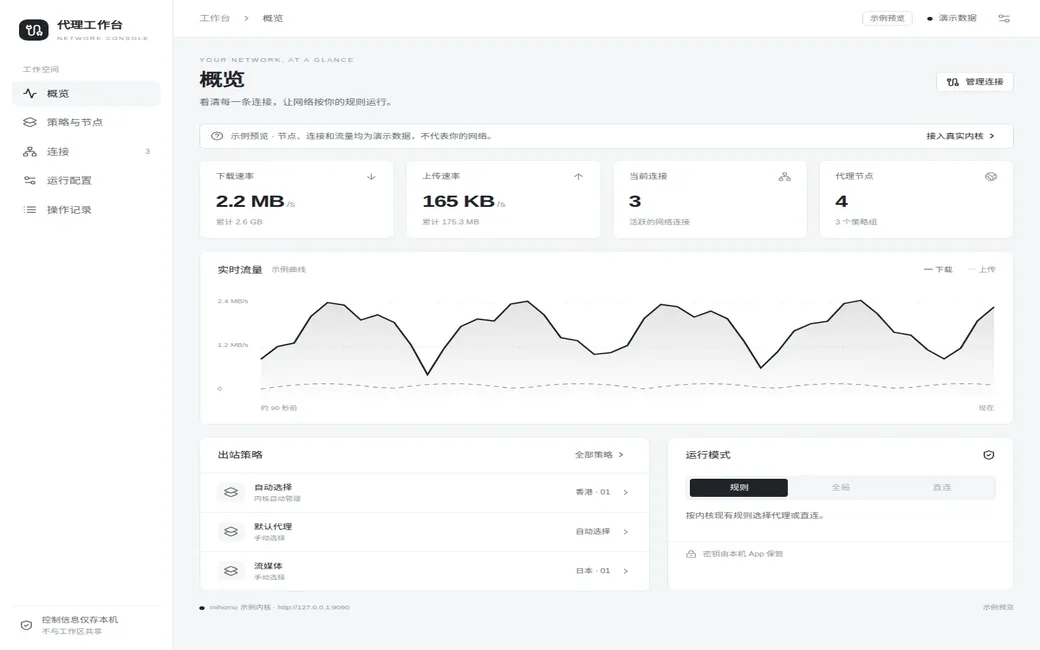 代理工作台
NETWORK CONSOLE
工作空间
概览
策略与节点
连接 3
运行配置
操作记录
控制信息仅存本机
不与工作区共享
工作台 > 概览
示例预览
演示数据
YOUR NETWORK, AT A GLANCE
概览
看清每一条连接，让网络按你的规则运行。
管理连接
示例预览 · 节点、连接和流量均为演示数据，不代表你的网络。
接入真实内核
下载速率
2.2 MB/s
累计 2.6 GB
上传速率
165 KB/s
累计 175.3 MB
当前连接
3
活跃的网络连接
代理节点
4
3 个策略组
实时流量 示例曲线
下载
上传
2.4 MB/s
1.2 MB/s
0
约 90 秒前
现在
出站策略
全部策略
自动选择
内核自动管理
香港 · 01
默认代理
手动选择
自动选择
流媒体
手动选择
日本 · 01
运行模式
规则
全局
直连
按内核现有规则选择代理或直连。
密钥由本机 App 保管
mihomo 示例内核 · http://127.0.0.1:9090
示例预览